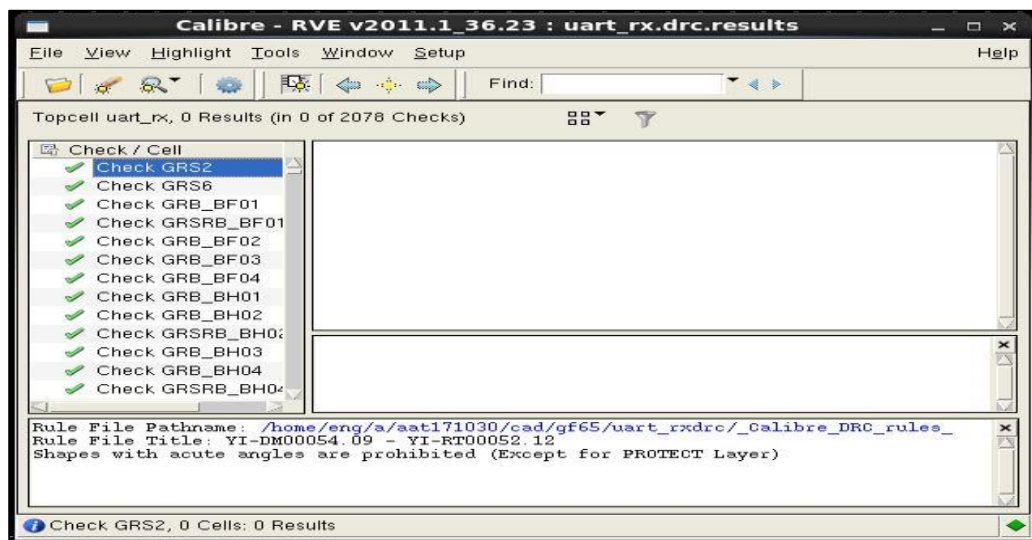 Calibre - RVE v2011.1_36.23 : uart_rx.drc.results
File View Highlight Tools Window Setup Help
Find:
Topcell uart_rx, 0 Results (in 0 of 2078 Checks)
Check / Cell
Check GRS2
Check GRS6
Check GRB_BF01
Check GRSRB_BF01
Check GRB_BF02
Check GRB_BF03
Check GRB_BF04
Check GRB_BH01
Check GRB_BH02
Check GRSRB_BH02
Check GRB_BH03
Check GRB_BH04
Check GRSRB_BH04
Rule File Pathname: /home/eng/a/aat171030/cad/gf65/uart_rxdrc/_Calibre_DRC_rules_
Rule File Title: YI-DM00054.09 - YI-RT00052.12
Shapes with acute angles are prohibited (Except for PROTECT Layer)
Check GRS2, 0 Cells: 0 Results